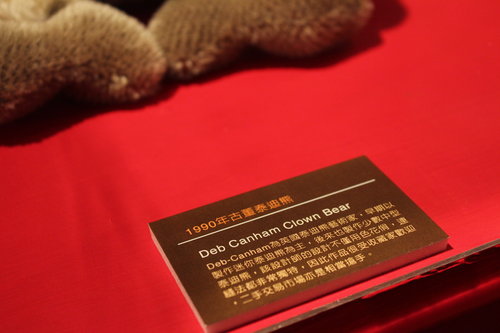 1990年古董泰迪熊
Deb Canham Clown Bear
Deb-Canham為英國泰迪熊藝術家，早期以
製作迷你泰迪熊為主，後來也製作少數中型
泰迪熊，該設計師的設計不僅用色花俏，連
縫法都非常獨特，因此作品很受收藏家歡迎
，二手交易市場亦是相當搶手。